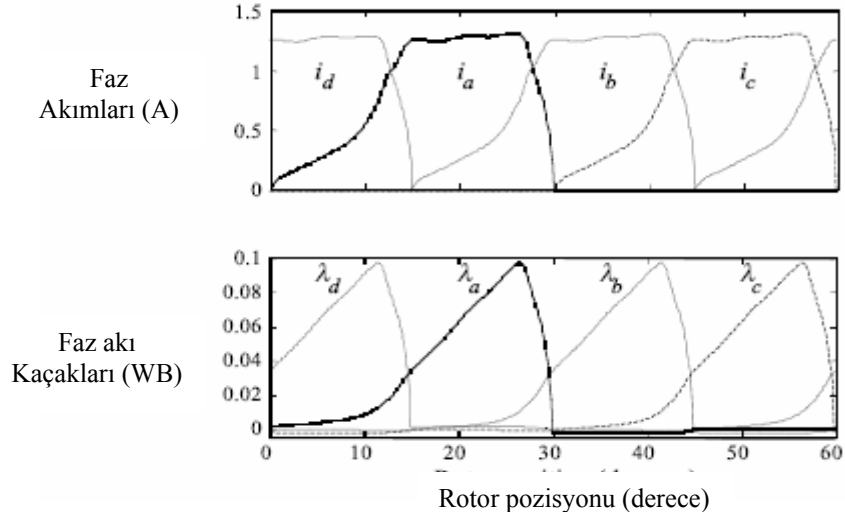 Faz
Akımları (A)
1.5
1
0.5
0
i_d
i_a
i_b
i_c
Faz akı
Kaçakları (WB)
0.1
0.08
0.06
0.04
0.02
0
λ_d
λ_a
λ_b
λ_c
0 10 20 30 40 50 60
Rotor pozisyonu (derece)